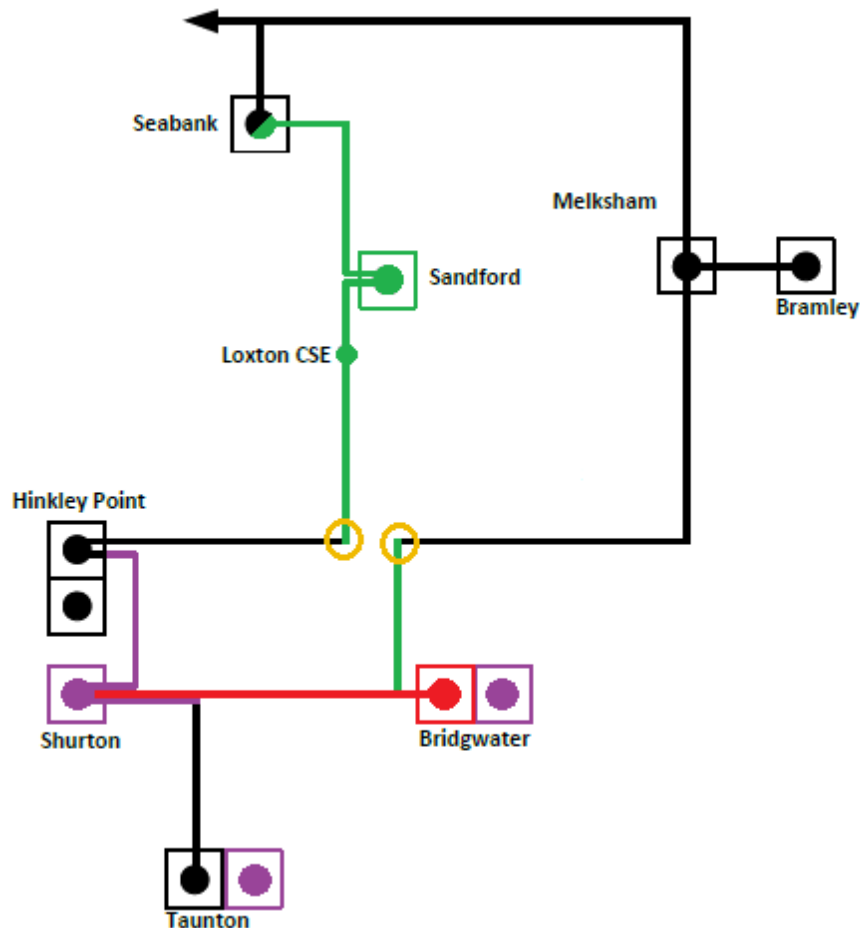 Seabank
Melksham
Sandford
Bramley
Loxton CSE
Hinkley Point
Shurton
Bridgwater
Taunton